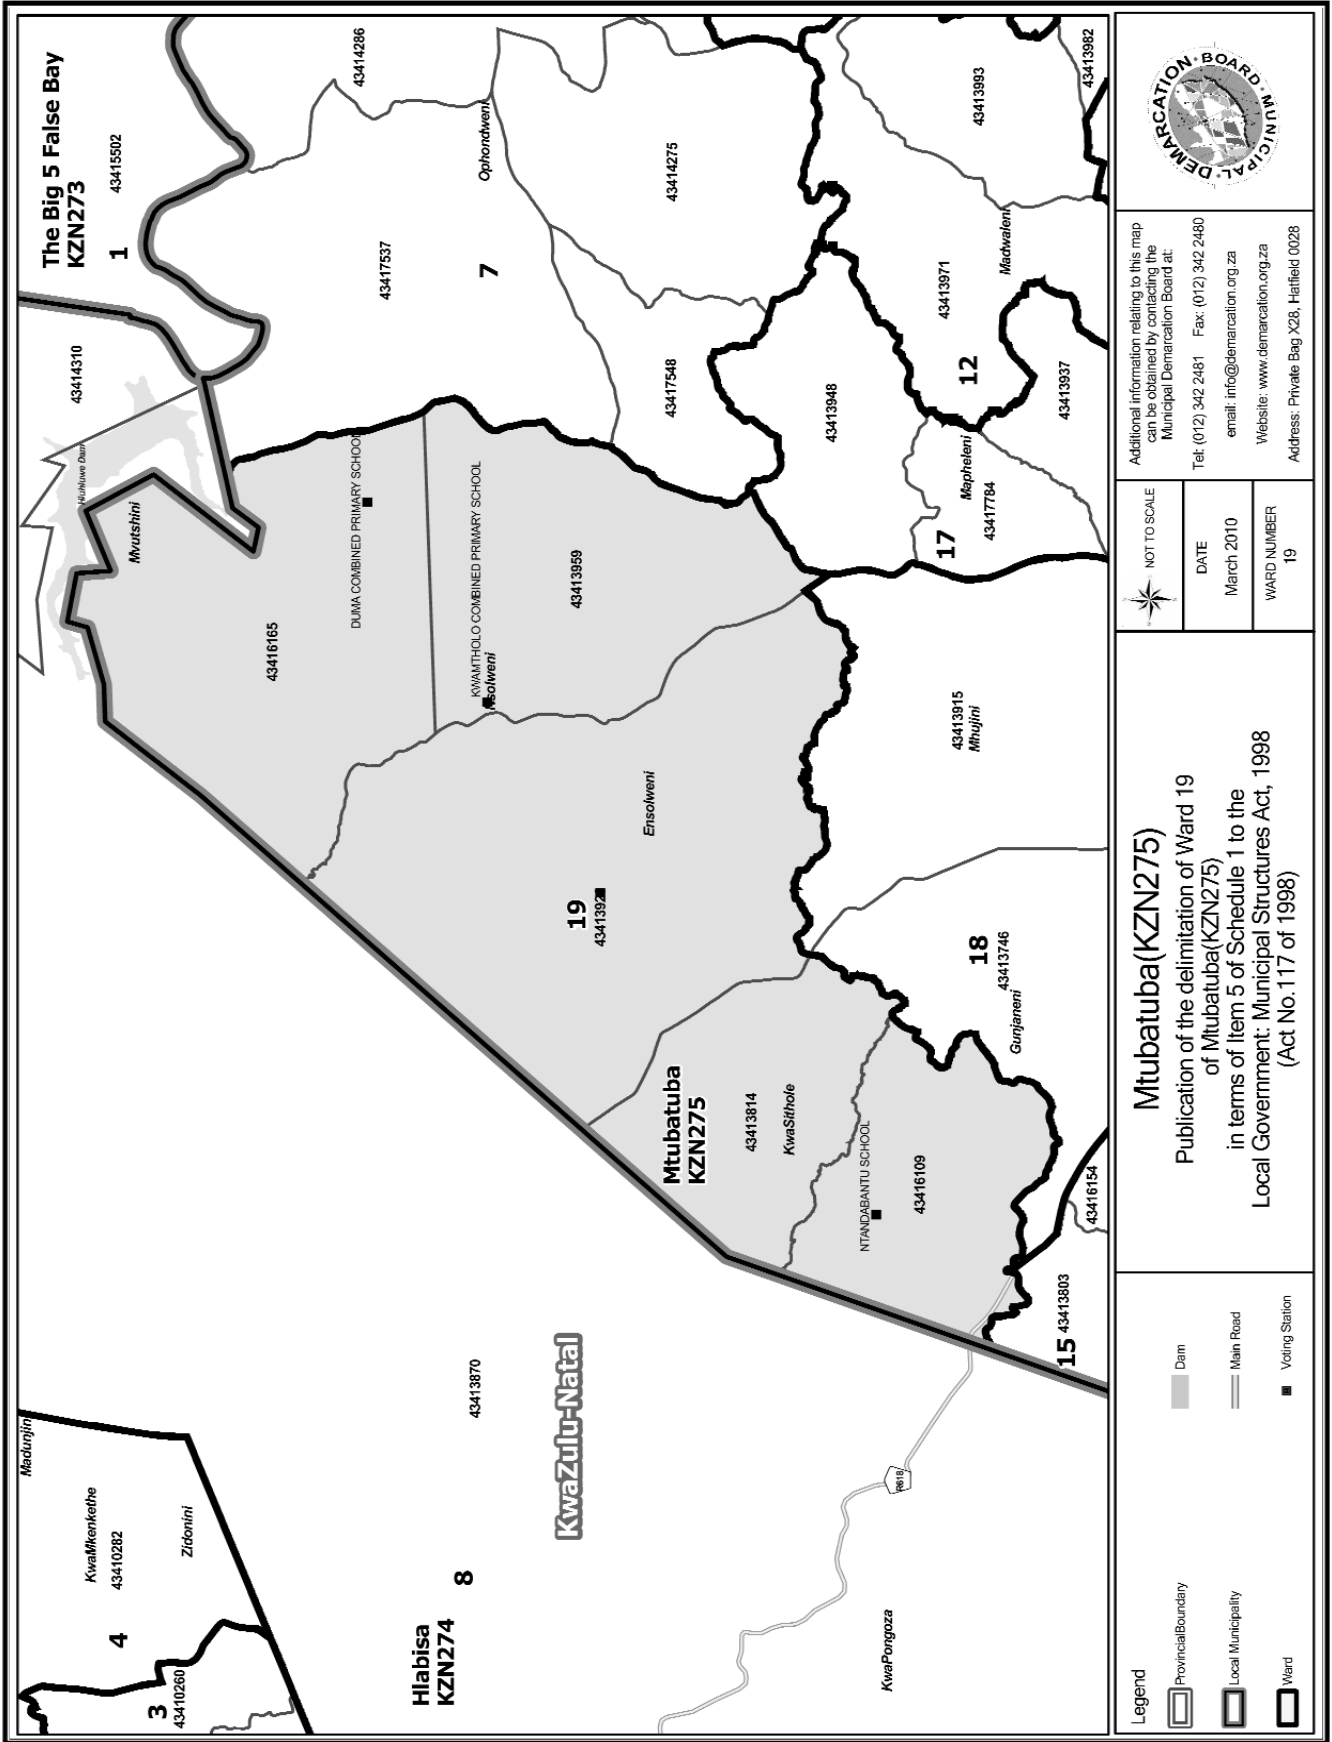 The Big 5 False Bay
KZN273
1
43415502
43414286
43414310
Hluhluwe Dam
Mvutshini
Ophondweni
43417537
7
43414275
43413993
43413982
43413971
Madwaleni
12
43413937
43417548
43413948
Mapheleni
43417784
17
DUMA COMBINED PRIMARY SCHOOL
43416165
KWAMTHOLO COMBINED PRIMARY SCHOOL
43413959
Ensolweni
19
43413915
Mhujini
18
43413746
Gunjaneni
Mtubatuba
KZN275
43413814
KwaSithole
NTANDABANTU SCHOOL
43416109
43416154
15
43413803
KwaZulu-Natal
43413870
8
Hlabisa
KZN274
R618
KwaPongoza
KwaMkenkethe
43410282
Zidonini
4
3
43410260
Legend
ProvincialBoundary
Local Municipality
Ward
Dam
Main Road
Voting Station
Mtubatuba(KZN275)
Publication of the delimitation of Ward 19
of Mtubatuba(KZN275)
in terms of Item 5 of Schedule 1 to the
Local Government: Municipal Structures Act, 1998
(Act No.117 of 1998)
NOT TO SCALE
DATE
March 2010
WARD NUMBER
19
Additional information relating to this map
can be obtained by contacting the
Municipal Demarcation Board at:
Tel: (012) 342 2481 Fax: (012) 342 2480
email: info@demarcation.org.za
Website: www.demarcation.org.za
Address: Private Bag X28, Hatfield 0028
MUNICIPAL • DEMARCATION • BOARD •